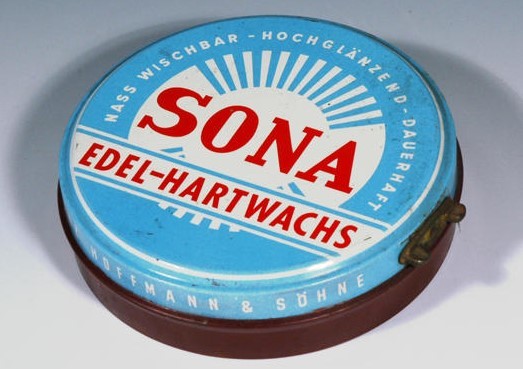 NASS WISCHBAR - HOCHGLÄNZEND - DAUERHAFT
SONA
EDEL-HARTWACHS
HOFFMANN & SÖHNE